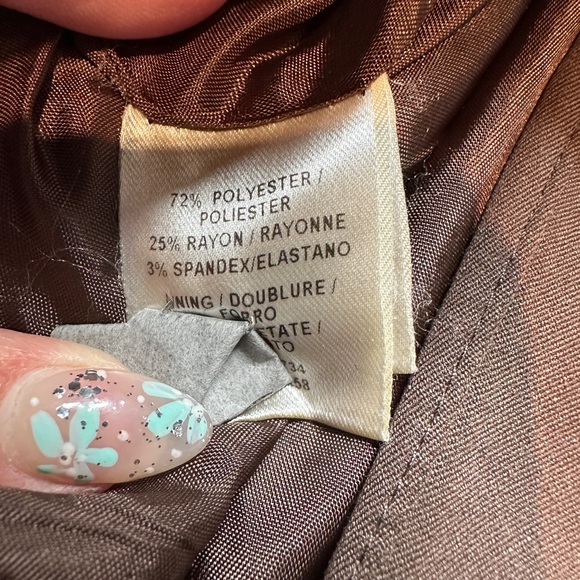 72% POLYESTER /
POLIESTER
25% RAYON / RAYONNE
3% SPANDEX/ELASTANO
LINING / DOUBLURE /
FORRO